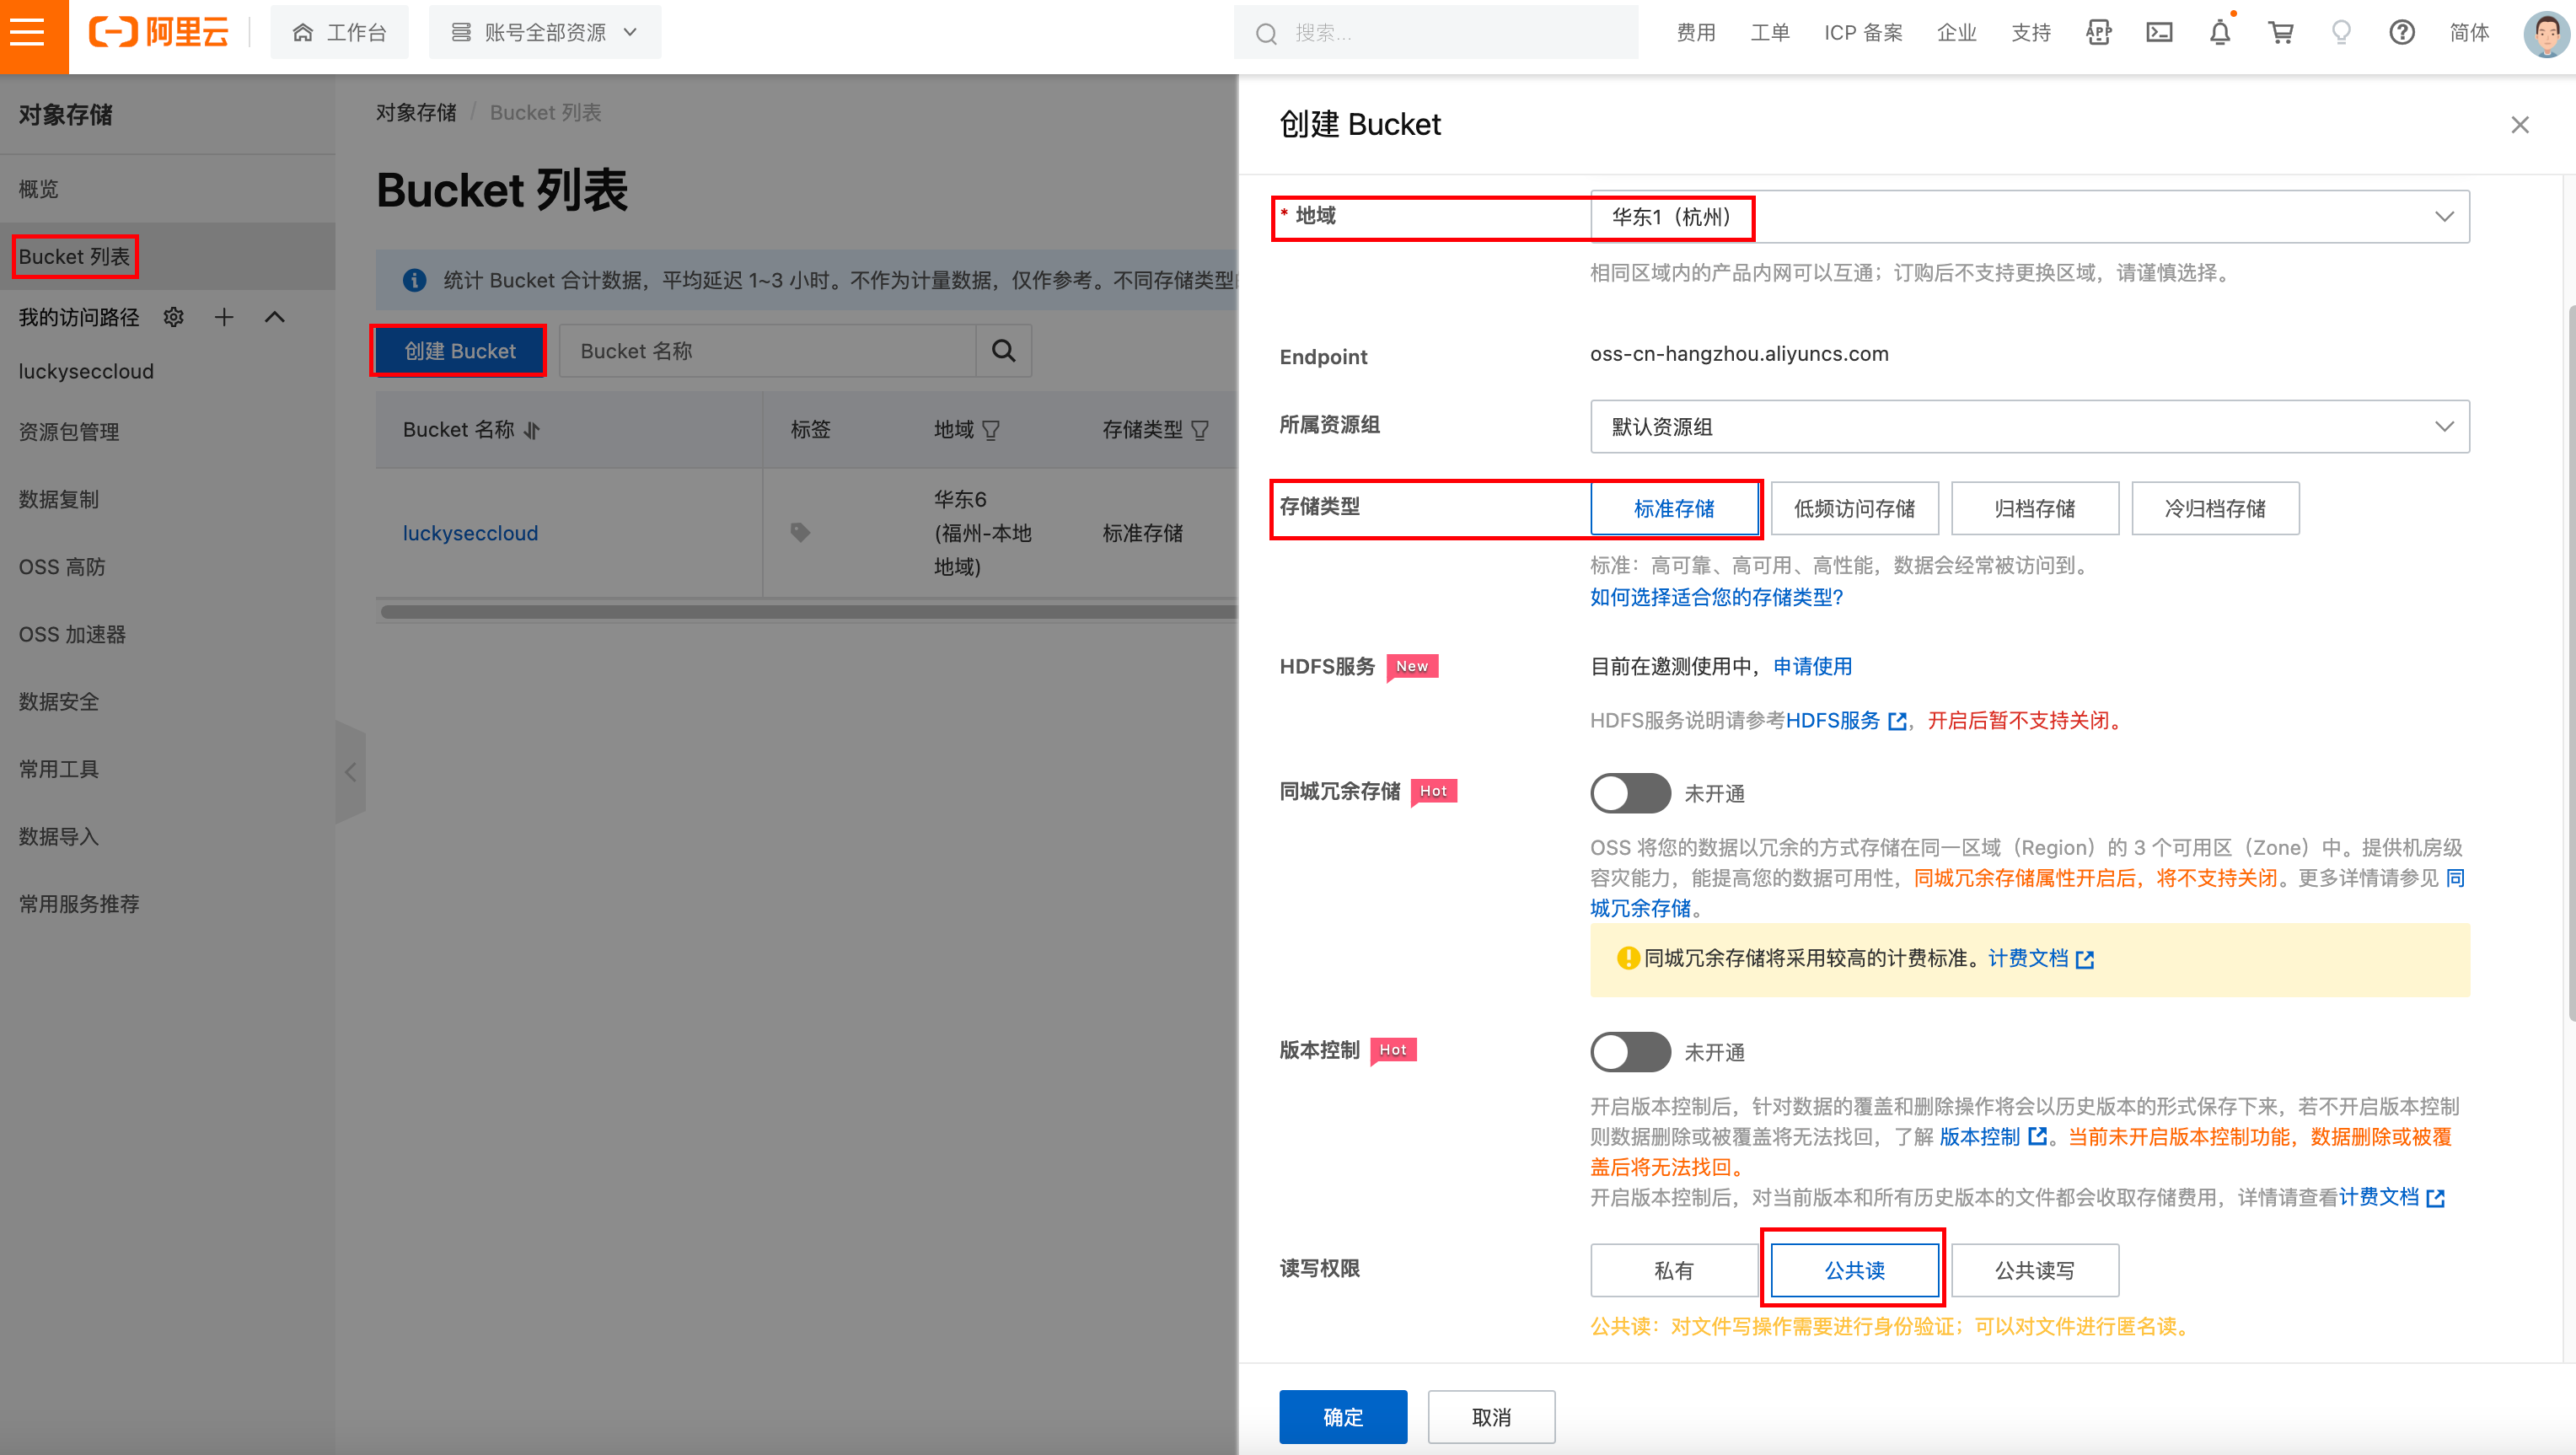 阿里云
工作台
账号全部资源
搜索...
费用
工单
ICP 备案
企业
支持
APP
简体
对象存储
概览
Bucket 列表
我的访问路径
luckyseccloud
资源包管理
数据复制
OSS 高防
OSS 加速器
数据安全
常用工具
数据导入
常用服务推荐
对象存储 / Bucket 列表
Bucket 列表
统计 Bucket 合计数据，平均延迟 1~3 小时。不作为计量数据，仅作参考。不同存储类型
创建 Bucket
Bucket 名称
Bucket 名称
标签
地域
存储类型
luckyseccloud
华东6
(福州-本地
地域)
标准存储
创建 Bucket
* 地域
华东1（杭州）
相同区域内的产品内网可以互通；订购后不支持更换区域，请谨慎选择。
Endpoint
oss-cn-hangzhou.aliyuncs.com
所属资源组
默认资源组
存储类型
标准存储
低频访问存储
归档存储
冷归档存储
标准：高可靠、高可用、高性能，数据会经常被访问到。
如何选择适合您的存储类型?
HDFS服务
New
目前在邀测使用中，申请使用
HDFS服务说明请参考HDFS服务，开启后暂不支持关闭。
同城冗余存储
Hot
未开通
OSS 将您的数据以冗余的方式存储在同一区域（Region）的 3 个可用区（Zone）中。提供机房级
容灾能力，能提高您的数据可用性，同城冗余存储属性开启后，将不支持关闭。更多详情请参见 同
城冗余存储。
同城冗余存储将采用较高的计费标准。计费文档
版本控制
Hot
未开通
开启版本控制后，针对数据的覆盖和删除操作将会以历史版本的形式保存下来，若不开启版本控制
则数据删除或被覆盖将无法找回，了解 版本控制。当前未开启版本控制功能，数据删除或被覆
盖后将无法找回。
开启版本控制后，对当前版本和所有历史版本的文件都会收取存储费用，详情请查看计费文档
读写权限
私有
公共读
公共读写
公共读：对文件写操作需要进行身份验证；可以对文件进行匿名读。
确定
取消